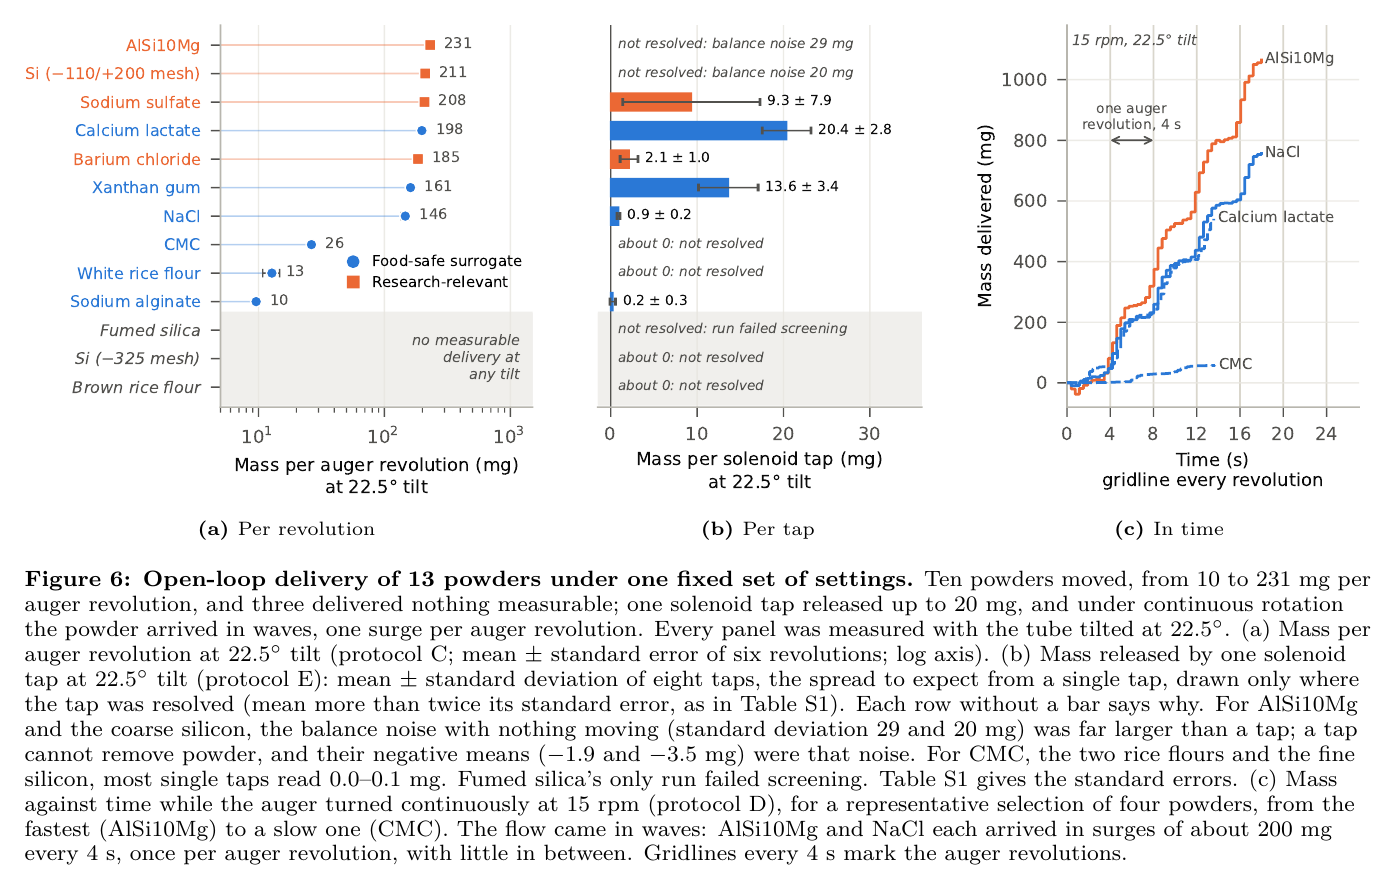 AlSi10Mg
Si (−110/+200 mesh)
Sodium sulfate
Calcium lactate
Barium chloride
Xanthan gum
NaCl
CMC
White rice flour
Sodium alginate
Fumed silica
Si (−325 mesh)
Brown rice flour
231
211
208
198
185
161
146
26
13
10
Food-safe surrogate
Research-relevant
no measurable
delivery at
any tilt
10¹ 10² 10³
Mass per auger revolution (mg)
at 22.5° tilt
(a) Per revolution
not resolved: balance noise 29 mg
not resolved: balance noise 20 mg
9.3 ± 7.9
20.4 ± 2.8
2.1 ± 1.0
13.6 ± 3.4
0.9 ± 0.2
about 0: not resolved
about 0: not resolved
0.2 ± 0.3
not resolved: run failed screening
about 0: not resolved
about 0: not resolved
0 10 20 30
Mass per solenoid tap (mg)
at 22.5° tilt
(b) Per tap
15 rpm, 22.5° tilt
AlSi10Mg
one auger
revolution, 4 s
NaCl
Calcium lactate
CMC
Mass delivered (mg)
1000
800
600
400
200
0
0 4 8 12 16 20 24
Time (s)
gridline every revolution
(c) In time
Figure 6: Open-loop delivery of 13 powders under one fixed set of settings. Ten powders moved, from 10 to 231 mg per
auger revolution, and three delivered nothing measurable; one solenoid tap released up to 20 mg, and under continuous rotation
the powder arrived in waves, one surge per auger revolution. Every panel was measured with the tube tilted at 22.5°. (a) Mass per
auger revolution at 22.5° tilt (protocol C; mean ± standard error of six revolutions; log axis). (b) Mass released by one solenoid
tap at 22.5° tilt (protocol E): mean ± standard deviation of eight taps, the spread to expect from a single tap, drawn only where
the tap was resolved (mean more than twice its standard error, as in Table S1). Each row without a bar says why. For AlSi10Mg
and the coarse silicon, the balance noise with nothing moving (standard deviation 29 and 20 mg) was far larger than a tap; a tap
cannot remove powder, and their negative means (−1.9 and −3.5 mg) were that noise. For CMC, the two rice flours and the fine
silicon, most single taps read 0.0–0.1 mg. Fumed silica's only run failed screening. Table S1 gives the standard errors. (c) Mass
against time while the auger turned continuously at 15 rpm (protocol D), for a representative selection of four powders, from the
fastest (AlSi10Mg) to a slow one (CMC). The flow came in waves: AlSi10Mg and NaCl each arrived in surges of about 200 mg
every 4 s, once per auger revolution, with little in between. Gridlines every 4 s mark the auger revolutions.